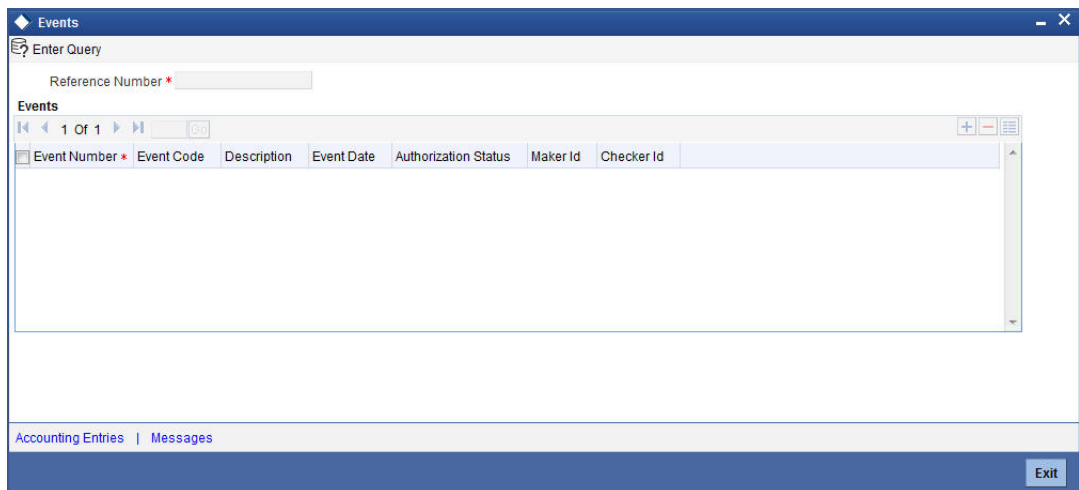 Events
Enter Query
Reference Number *
Events
1 Of 1 Go
Event Number * Event Code Description Event Date Authorization Status Maker Id Checker Id
Accounting Entries | Messages
Exit